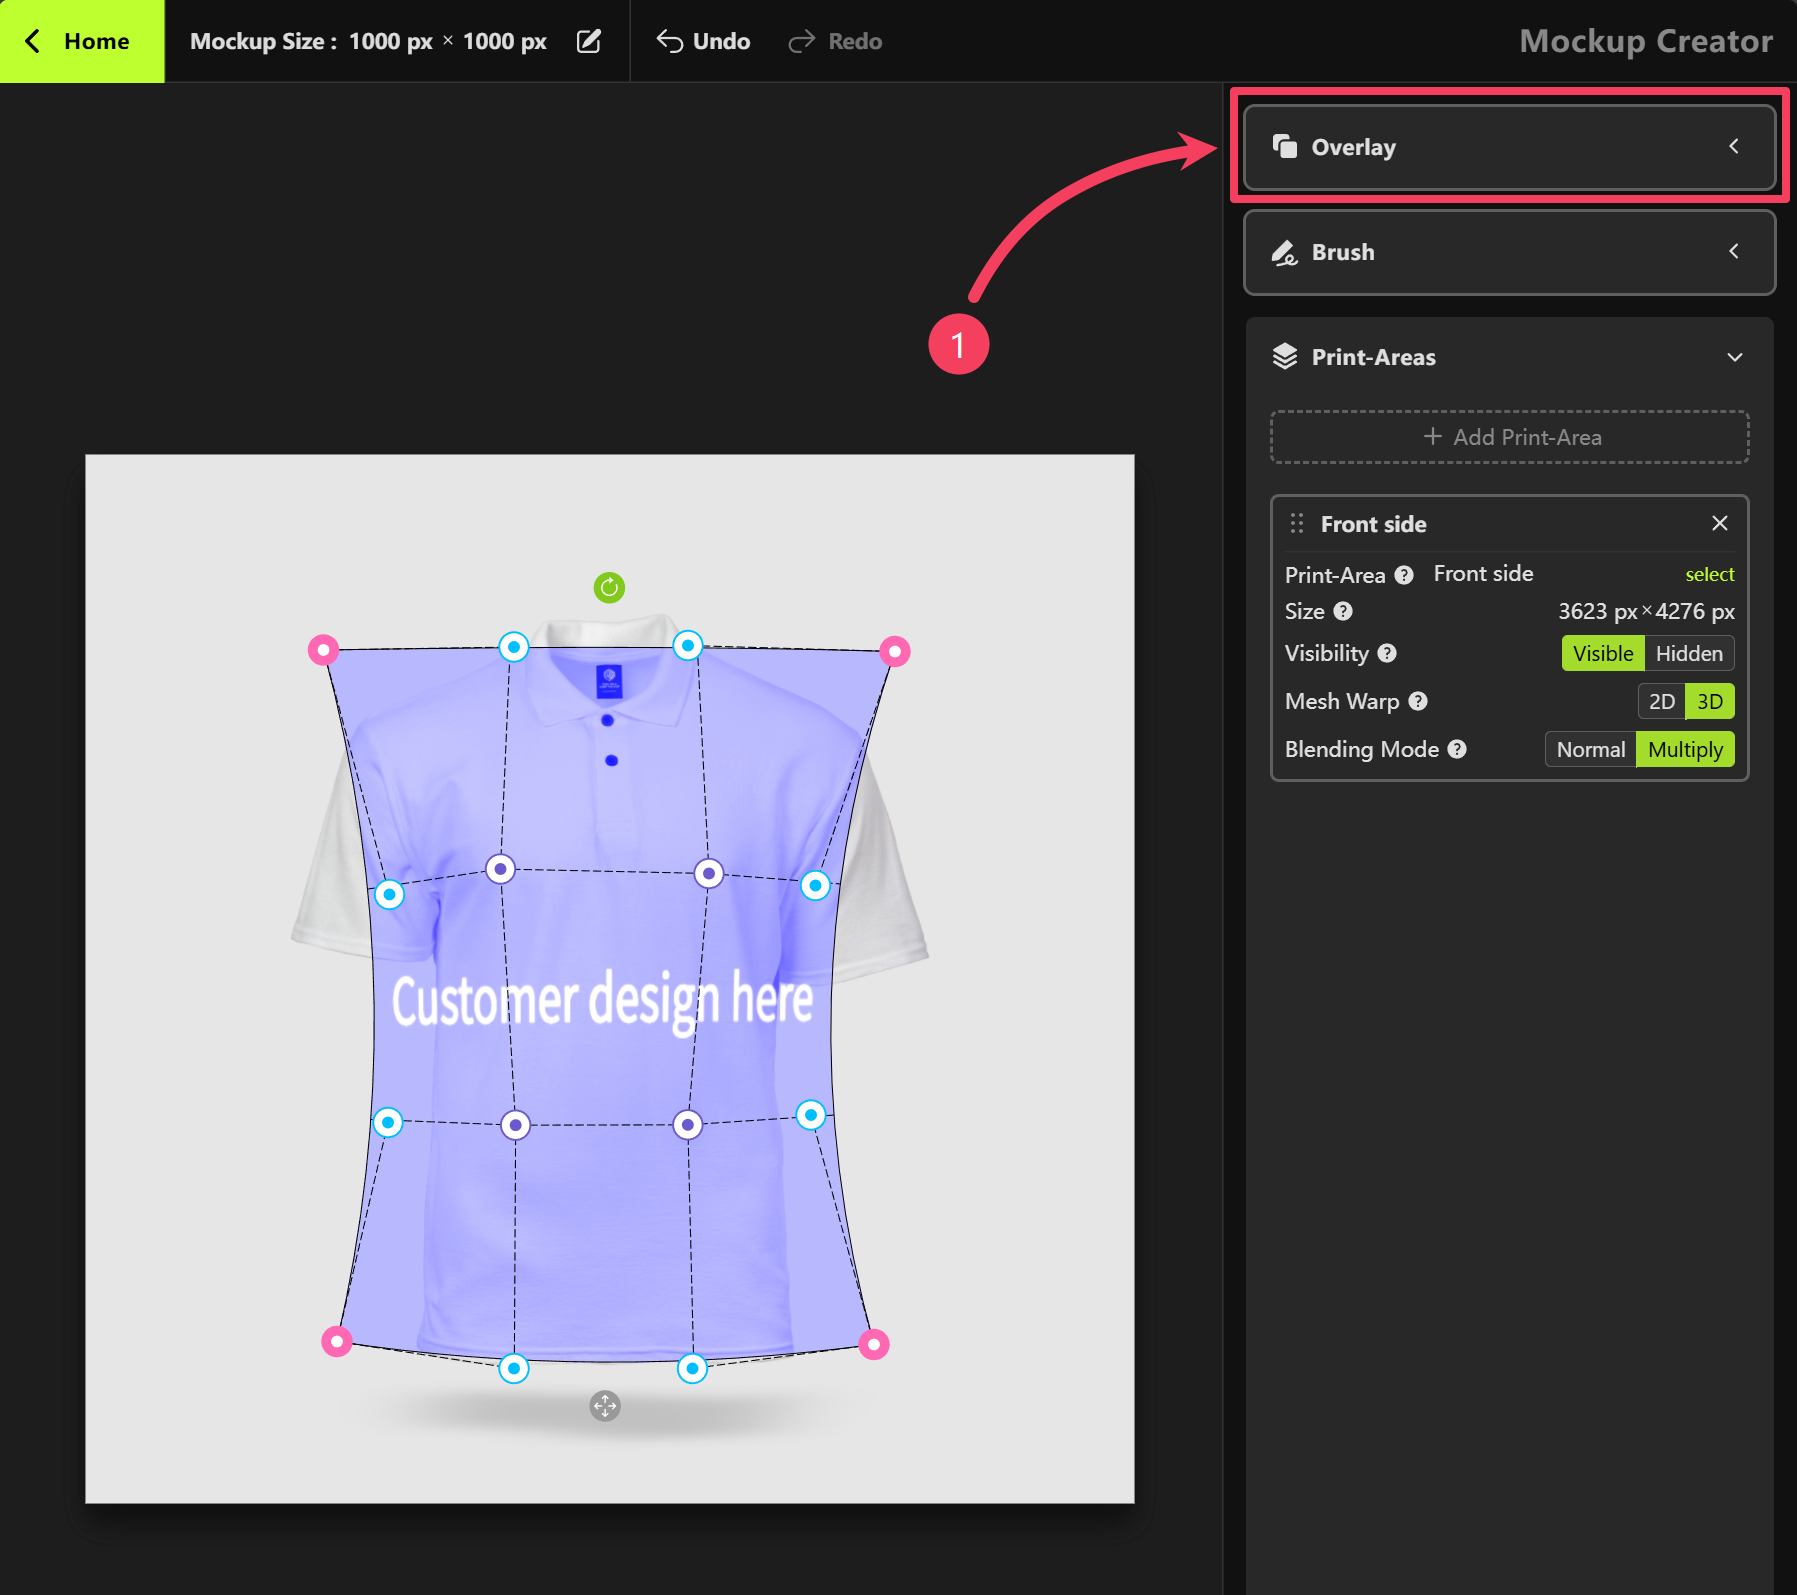 Home
Mockup Size : 1000 px × 1000 px
Undo
Redo
Mockup Creator
Overlay
1
Brush
Print-Areas
+ Add Print-Area
Front side
Print-Area ? Front side select
Size ? 3623 px × 4276 px
Visibility ? Visible Hidden
Mesh Warp ? 2D 3D
Blending Mode ? Normal Multiply
Customer design here